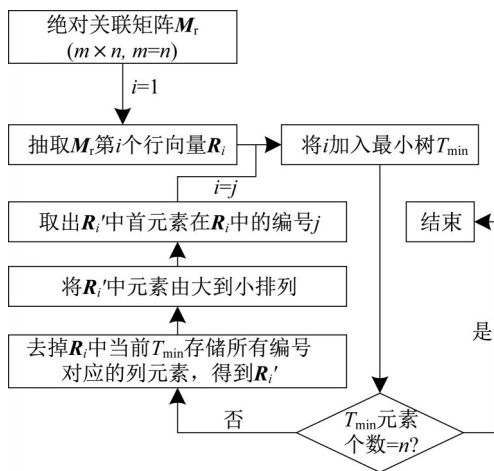 绝对关联矩阵Mr
(m × n, m=n)
i=1
抽取Mr第i个行向量Ri
将i加入最小树Tmin
i=j
取出Ri′中首元素在Ri中的编号j
结束
将Ri′中元素由大到小排列
是
去掉Ri中当前Tmin存储所有编号
对应的列元素，得到Ri′
否
Tmin元素
个数=n?